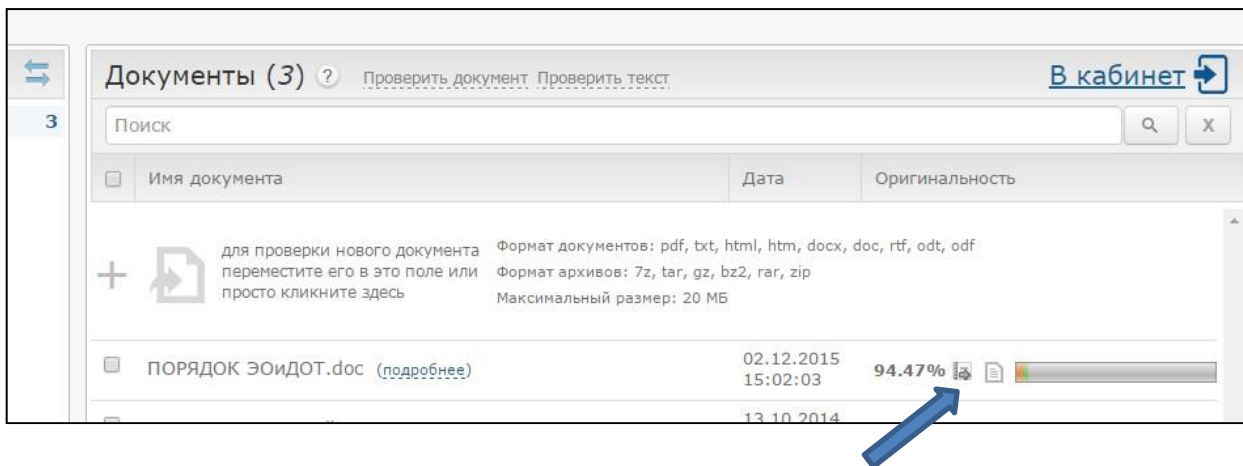 Документы (3) ? Проверить документ Проверить текст
В кабинет
3
Поиск
X
Имя документа Дата Оригинальность
для проверки нового документа
переместите его в это поле или
просто кликните здесь
Формат документов: pdf, txt, html, htm, docx, doc, rtf, odt, odf
Формат архивов: 7z, tar, gz, bz2, rar, zip
Максимальный размер: 20 МБ
ПОРЯДОК ЭОиДОТ.doc (подробнее)
02.12.2015
15:02:03
94.47%
13.10.2014